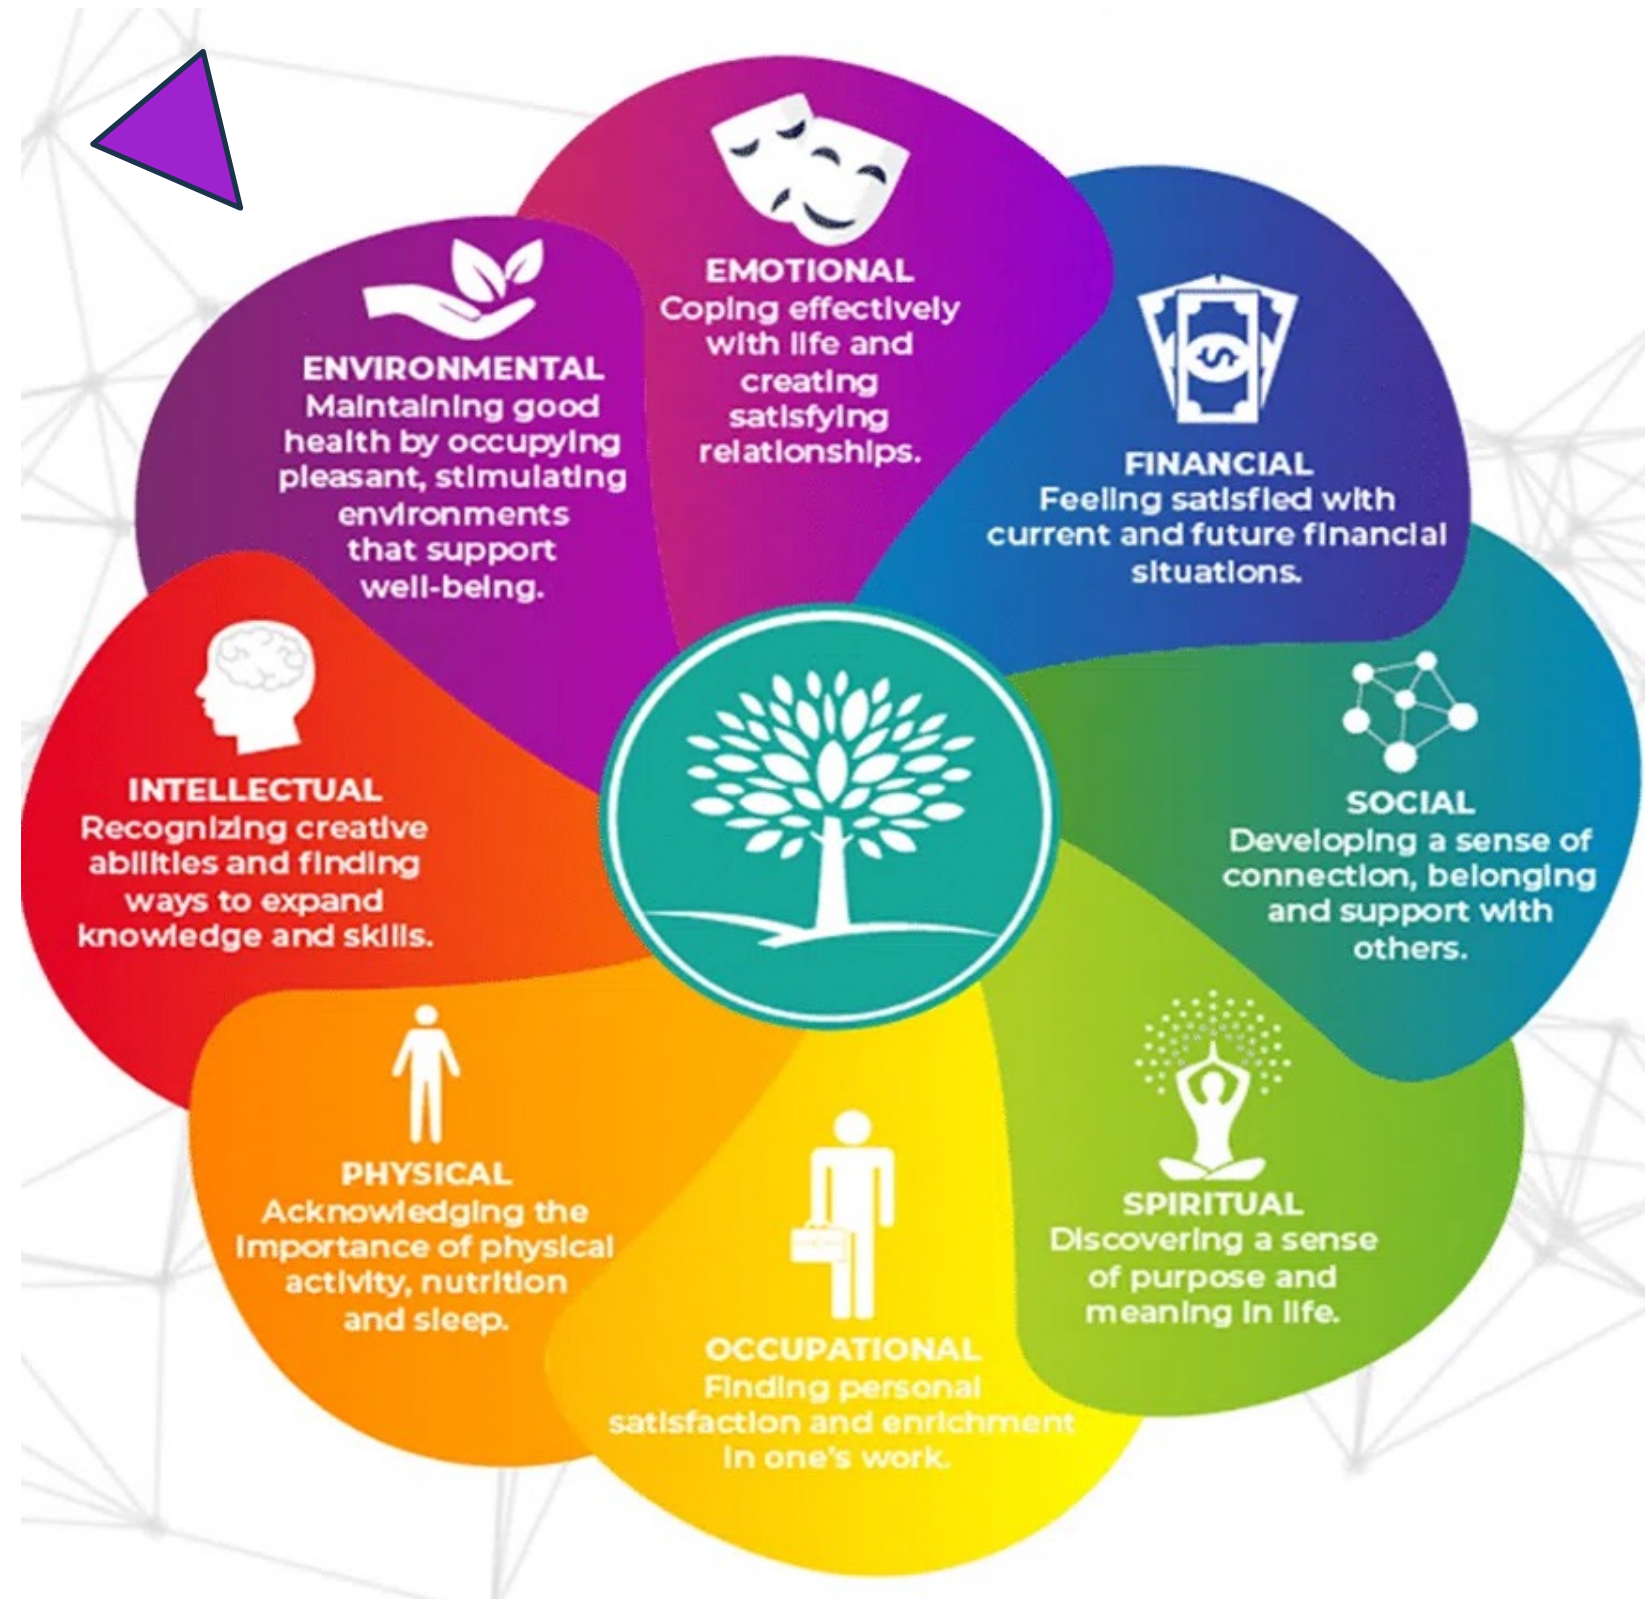 EMOTIONAL
Coping effectively
with life and
creating
satisfying
relationships.
FINANCIAL
Feeling satisfied with
current and future financial
situations.
SOCIAL
Developing a sense of
connection, belonging
and support with
others.
SPIRITUAL
Discovering a sense
of purpose and
meaning in life.
OCCUPATIONAL
Finding personal
satisfaction and enrichment
in one's work.
PHYSICAL
Acknowledging the
importance of physical
activity, nutrition
and sleep.
INTELLECTUAL
Recognizing creative
abilities and finding
ways to expand
knowledge and skills.
ENVIRONMENTAL
Maintaining good
health by occupying
pleasant, stimulating
environments
that support
well-being.